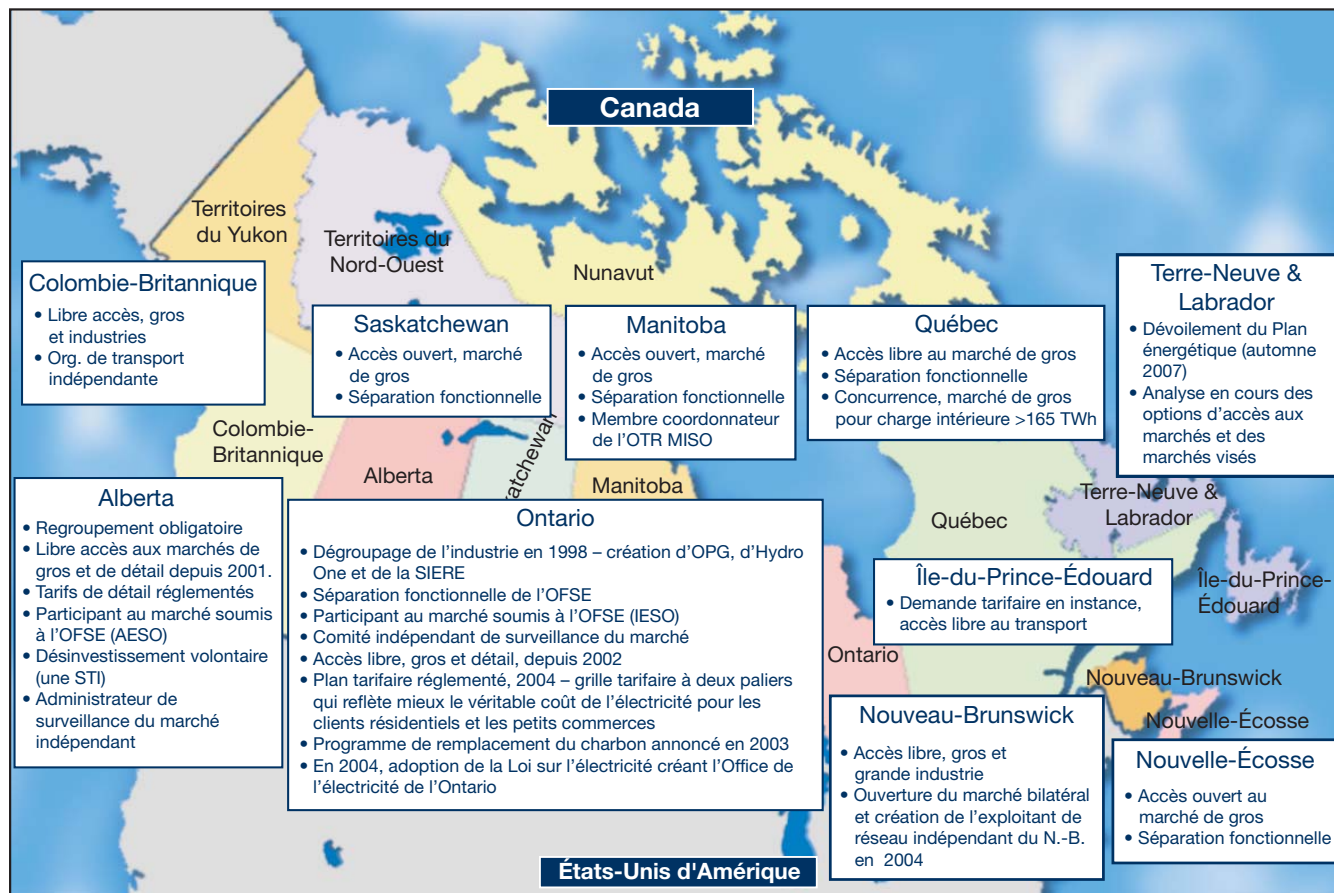 Canada
Territoires
du Yukon
Territoires du
Nord-Ouest
Nunavut
Colombie-Britannique
• Libre accès, gros
et industries
• Org. de transport
indépendante
Saskatchewan
• Accès ouvert, marché
de gros
• Séparation fonctionnelle
Manitoba
• Accès ouvert, marché
de gros
• Séparation fonctionnelle
• Membre coordonnateur
de l'OTR MISO
Québec
• Accès libre au marché de gros
• Séparation fonctionnelle
• Concurrence, marché de gros
pour charge intérieure >165 TWh
Terre-Neuve &
Labrador
• Dévoilement du Plan
énergétique (automne
2007)
• Analyse en cours des
options d'accès aux
marchés et des
marchés visés
Colombie-
Britannique
Alberta
atchewan
Manitoba
Québec
Terre-Neuve &
Labrador
Île-du-Prince-
Édouard
Ontario
Nouveau-Brunswick
Nouvelle-Écosse
Alberta
• Regroupement obligatoire
• Libre accès aux marchés de
gros et de détail depuis 2001.
• Tarifs de détail réglementés
• Participant au marché soumis
à l'OFSE (AESO)
• Désinvestissement volontaire
(une STI)
• Administrateur de
surveillance du marché
indépendant
Ontario
• Dégroupage de l'industrie en 1998 – création d'OPG, d'Hydro
One et de la SIERE
• Séparation fonctionnelle de l'OFSE
• Participant au marché soumis à l'OFSE (IESO)
• Comité indépendant de surveillance du marché
• Accès libre, gros et détail, depuis 2002
• Plan tarifaire réglementé, 2004 – grille tarifaire à deux paliers
qui reflète mieux le véritable coût de l'électricité pour les
clients résidentiels et les petits commerces
• Programme de remplacement du charbon annoncé en 2003
• En 2004, adoption de la Loi sur l'électricité créant l'Office de
l'électricité de l'Ontario
Île-du-Prince-Édouard
• Demande tarifaire en instance,
accès libre au transport
Nouveau-Brunswick
• Accès libre, gros et
grande industrie
• Ouverture du marché bilatéral
et création de l'exploitant de
réseau indépendant du N.-B.
en 2004
Nouvelle-Écosse
• Accès ouvert au
marché de gros
• Séparation fonctionnelle
États-Unis d'Amérique